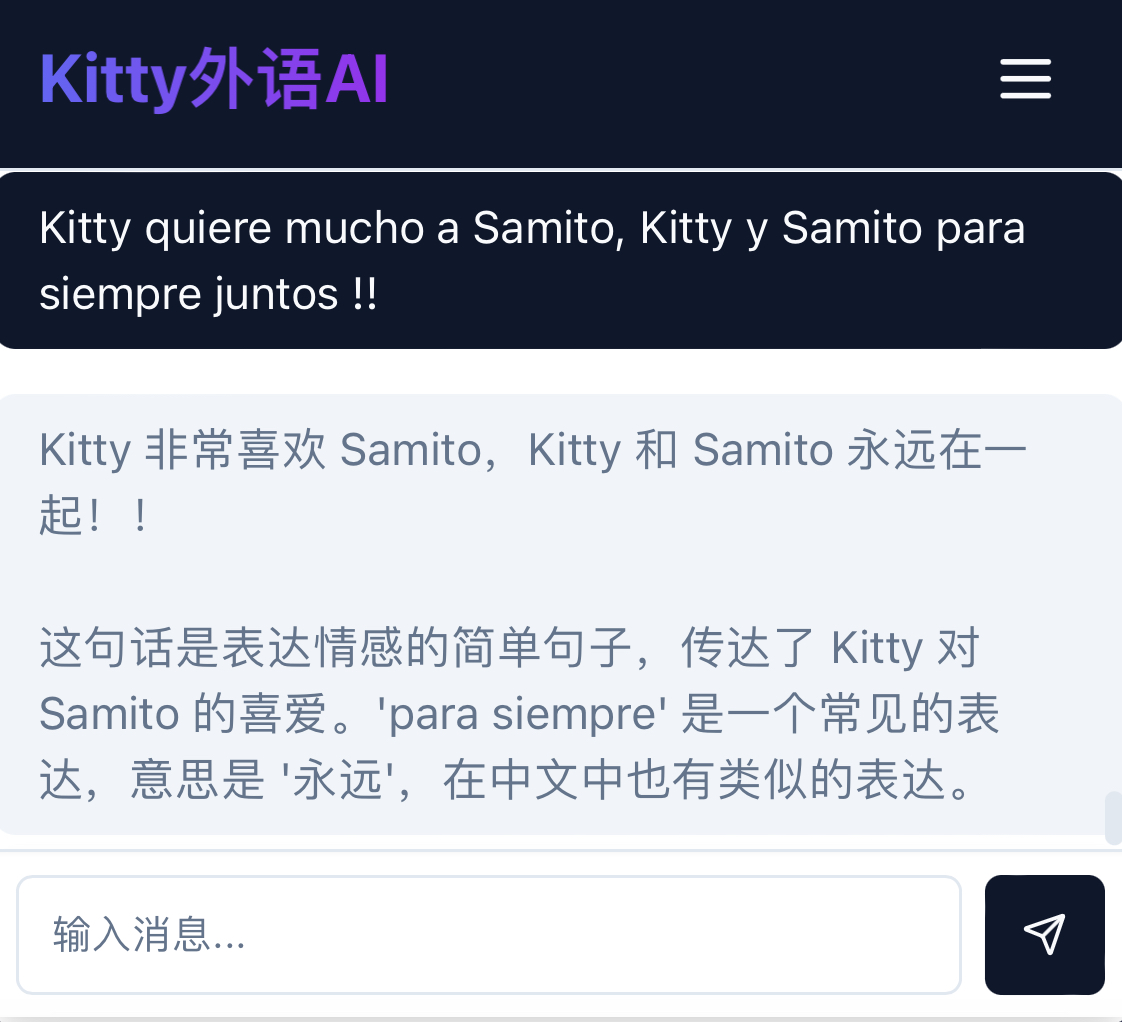 Kitty外语AI
Kitty quiere mucho a Samito, Kitty y Samito para
siempre juntos !!
Kitty 非常喜欢 Samito，Kitty 和 Samito 永远在一
起！！
这句话是表达情感的简单句子，传达了 Kitty 对
Samito 的喜爱。'para siempre' 是一个常见的表
达，意思是 '永远'，在中文中也有类似的表达。
输入消息...